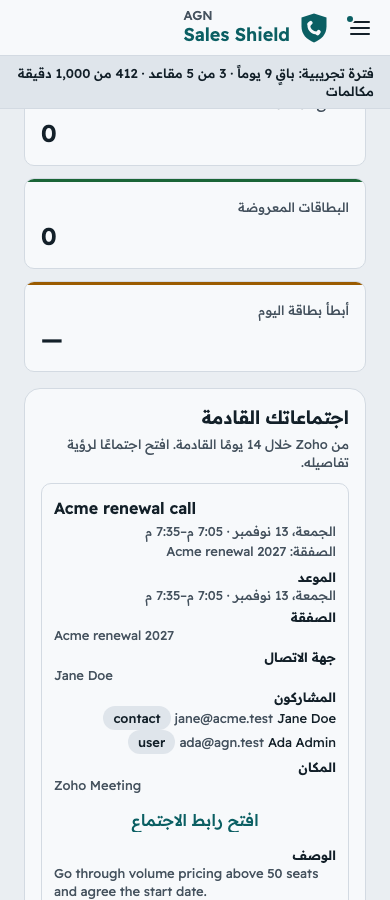 AGN
Sales Shield
فترة تجريبية: باقٍ 9 يوماً · 3 من 5 مقاعد · 412 من 1,000 دقيقة
مكالمات
0
البطاقات المعروضة
0
أبطأ بطاقة اليوم
—
اجتماعاتك القادمة
من Zoho خلال 14 يومًا القادمة. افتح اجتماعًا لرؤية
تفاصيله.
Acme renewal call
الجمعة، 13 نوفمبر · 7:05 م–7:35 م
الصفقة: Acme renewal 2027
الموعد
الجمعة، 13 نوفمبر · 7:05 م–7:35 م
الصفقة
Acme renewal 2027
جهة الاتصال
Jane Doe
المشاركون
Jane Doe jane@acme.test contact
Ada Admin ada@agn.test user
المكان
Zoho Meeting
افتح رابط الاجتماع
الوصف
Go through volume pricing above 50 seats
and agree the start date.